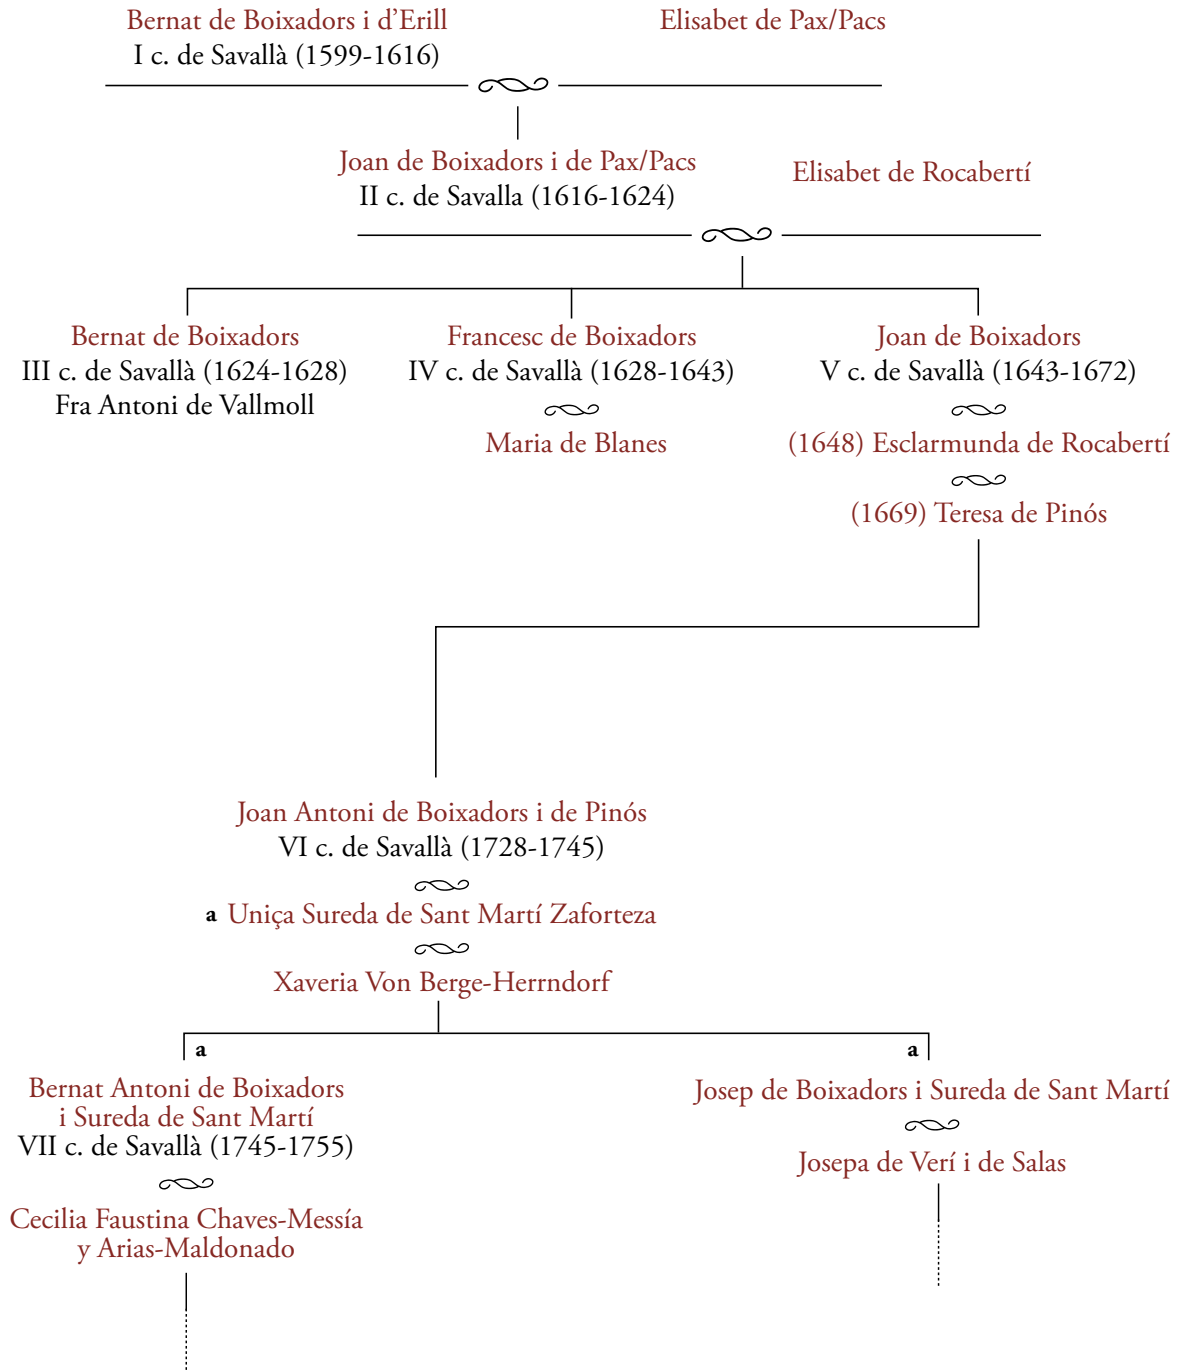 Bernat de Boixadors i d’Erill
I c. de Savallà (1599-1616)
Elisabet de Pax/Pacs
Joan de Boixadors i de Pax/Pacs
II c. de Savalla (1616-1624)
Elisabet de Rocabertí
Bernat de Boixadors
III c. de Savallà (1624-1628)
Fra Antoni de Vallmoll
Francesc de Boixadors
IV c. de Savallà (1628-1643)
Maria de Blanes
Joan de Boixadors
V c. de Savallà (1643-1672)
(1648) Esclarmunda de Rocabertí
(1669) Teresa de Pinós
Joan Antoni de Boixadors i de Pinós
VI c. de Savallà (1728-1745)
a Uniça Sureda de Sant Martí Zaforteza
Xaveria Von Berge-Herrndorf
a
Bernat Antoni de Boixadors
i Sureda de Sant Martí
VII c. de Savallà (1745-1755)
Cecilia Faustina Chaves-Messía
y Arias-Maldonado
a
Josep de Boixadors i Sureda de Sant Martí
Josepa de Verí i de Salas